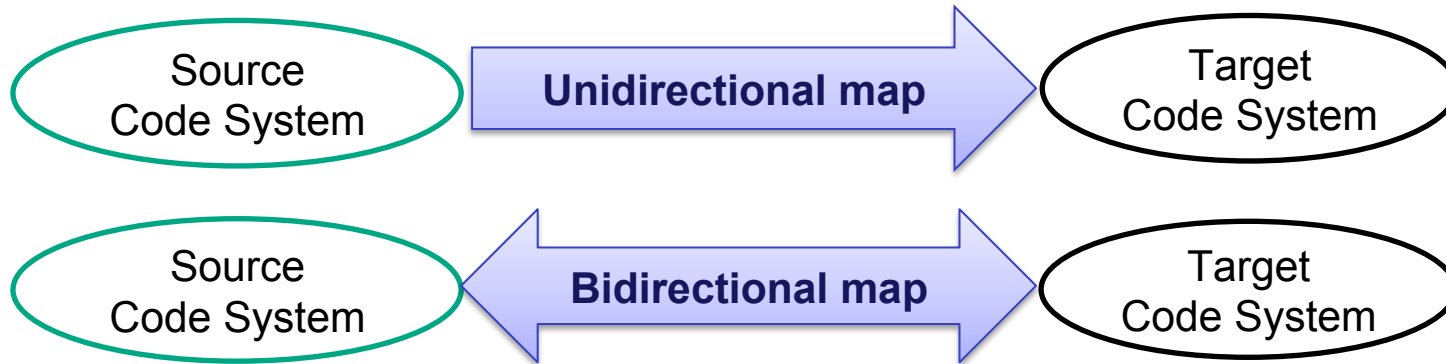 Source
Code System
Unidirectional map
Target
Code System
Source
Code System
Bidirectional map
Target
Code System